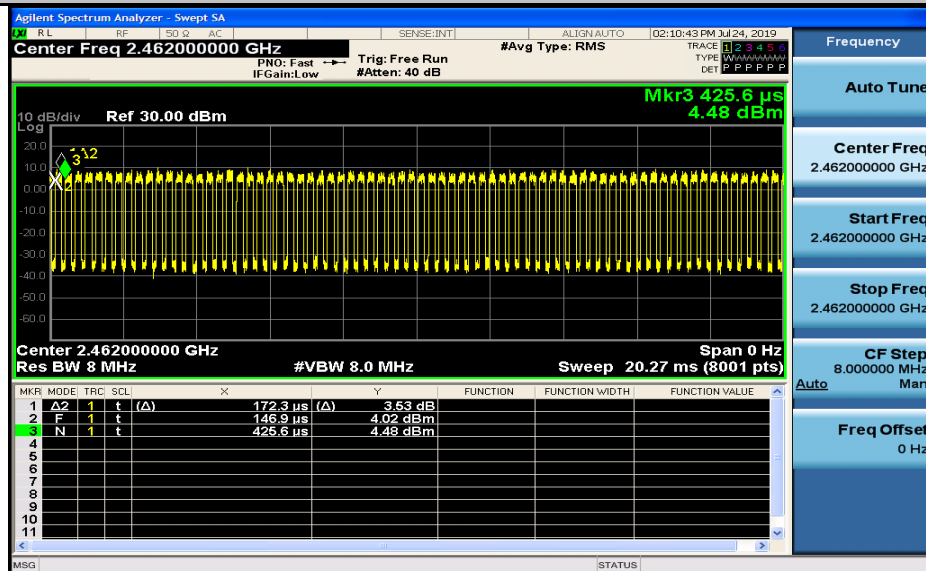 Agilent Spectrum Analyzer - Swept SA
LXI RL RF 50 Ω AC SENSE:INT ALIGN AUTO 02:10:43 PM Jul 24, 2019
Center Freq 2.462000000 GHz #Avg Type: RMS TRACE 1 2 3 4 5 6
PNO: Fast Trig: Free Run TYPE WWWWWW
IFGain:Low #Atten: 40 dB DET P P P P P P
Mkr3 425.6 µs
10 dB/div Ref 30.00 dBm 4.48 dBm
Log
20.0
1Δ2
3
10.0
0.00
2
-10.0
-20.0
-30.0
-40.0
-50.0
-60.0
Center 2.462000000 GHz Span 0 Hz
Res BW 8 MHz #VBW 8.0 MHz Sweep 20.27 ms (8001 pts)
MKR MODE TRC SCL X Y FUNCTION FUNCTION WIDTH FUNCTION VALUE
1 Δ2 1 t (Δ) 172.3 µs (Δ) 3.53 dB
2 F 1 t 146.9 µs 4.02 dBm
3 N 1 t 425.6 µs 4.48 dBm
4
5
6
7
8
9
10
11
MSG STATUS
Frequency
Auto Tune
Center Freq
2.462000000 GHz
Start Freq
2.462000000 GHz
Stop Freq
2.462000000 GHz
CF Step
8.000000 MHz
Auto Man
Freq Offset
0 Hz